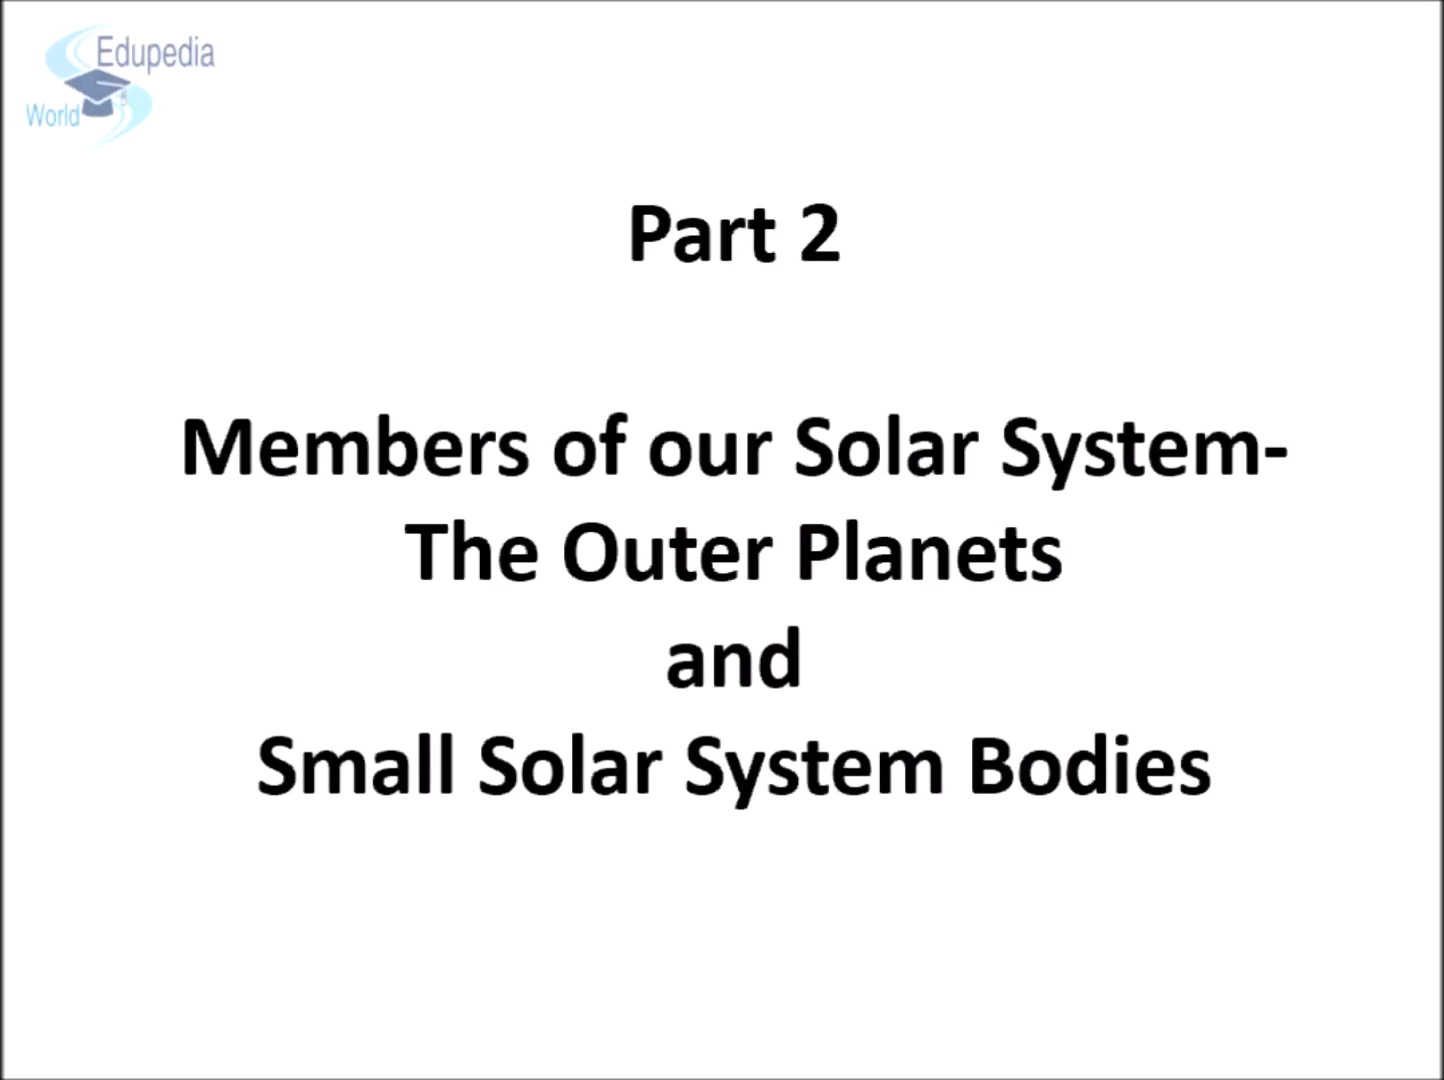 Edupedia
World
Part 2
Members of our Solar System-
The Outer Planets
and
Small Solar System Bodies